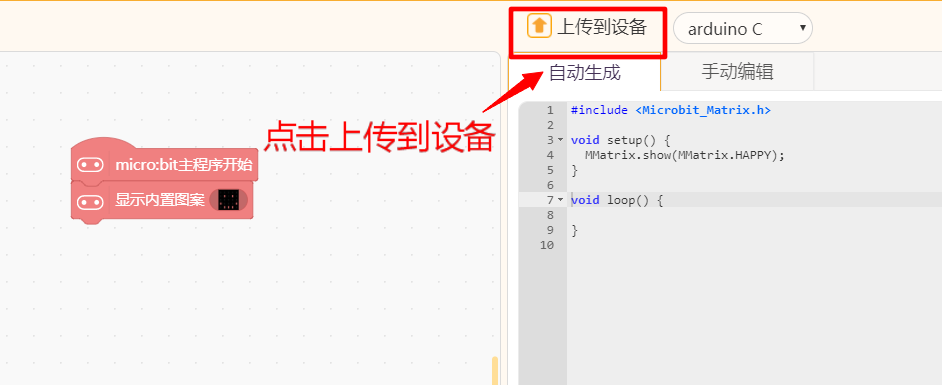 上传到设备
arduino C
自动生成
手动编辑
点击上传到设备
micro:bit主程序开始
显示内置图案
1 #include <Microbit_Matrix.h>
2
3 void setup() {
4 MMatrix.show(MMatrix.HAPPY);
5 }
6
7 void loop() {
8
9 }
10